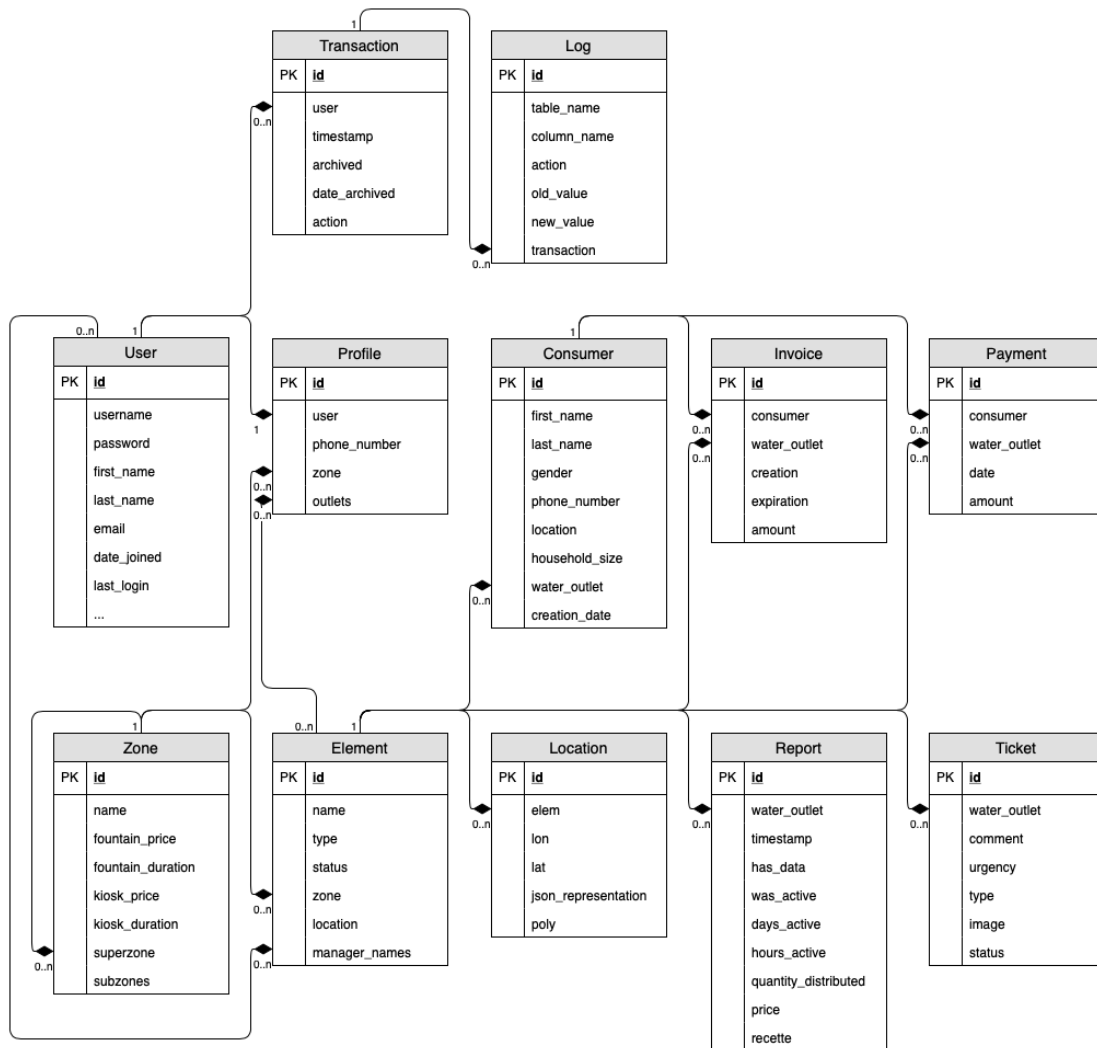 1
Transaction
PK id
user
timestamp
archived
date_archived
action
0..n
Log
PK id
table_name
column_name
action
old_value
new_value
transaction
0..n
0..n
1
User
PK id
username
password
first_name
last_name
email
date_joined
last_login
...
Profile
PK id
user
phone_number
zone
outlets
1
0..n
0..n
1
Consumer
PK id
first_name
last_name
gender
phone_number
location
household_size
water_outlet
creation_date
0..n
Invoice
PK id
consumer
water_outlet
creation
expiration
amount
0..n
0..n
Payment
PK id
consumer
water_outlet
date
amount
0..n
0..n
1
Zone
PK id
name
fountain_price
fountain_duration
kiosk_price
kiosk_duration
superzone
subzones
0..n
0..n
1
Element
PK id
name
type
status
zone
location
manager_names
0..n
0..n
Location
PK id
elem
lon
lat
json_representation
poly
0..n
Report
PK id
water_outlet
timestamp
has_data
was_active
days_active
hours_active
quantity_distributed
price
recette
0..n
Ticket
PK id
water_outlet
comment
urgency
type
image
status
0..n